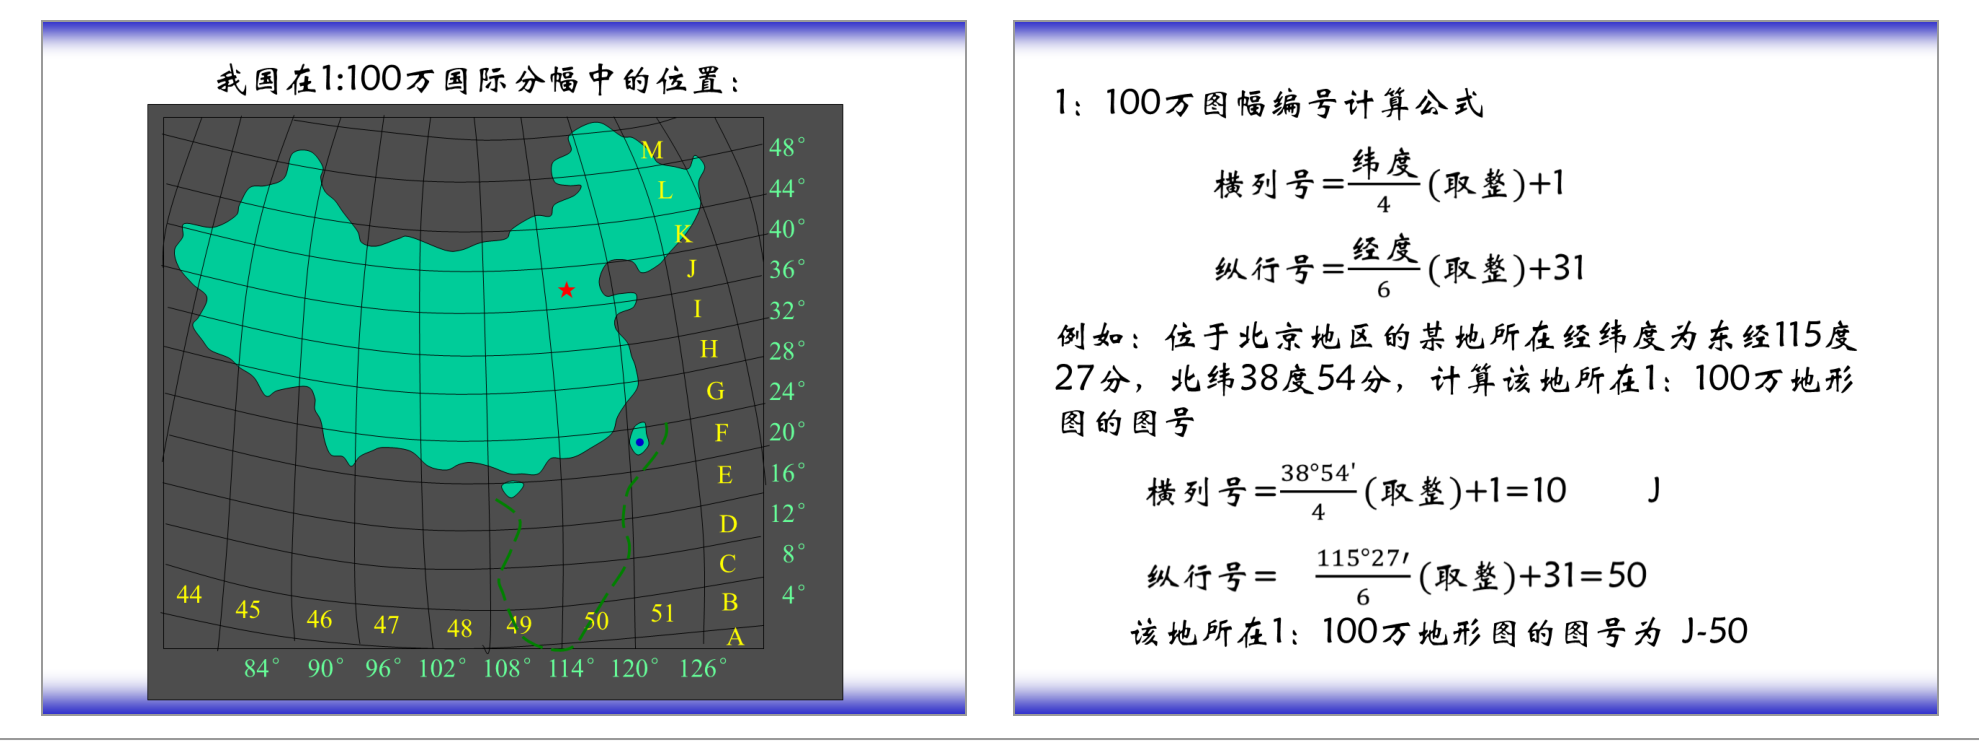 我国在1:100万国际分幅中的位置：
M
48°
L
44°
K
40°
J
36°
I
32°
H
28°
G
24°
F
20°
E
16°
D
12°
C
8°
B
4°
A
44 45 46 47 48 49 50 51
84° 90° 96° 102° 108° 114° 120° 126°
1：100万图幅编号计算公式
横列号=纬度/4(取整)+1
纵行号=经度/6(取整)+31
例如：位于北京地区的某地所在经纬度为东经115度
27分，北纬38度54分，计算该地所在1：100万地形
图的图号
横列号=38°54'/4(取整)+1=10 J
纵行号= 115°27′/6(取整)+31=50
该地所在1：100万地形图的图号为 J-50